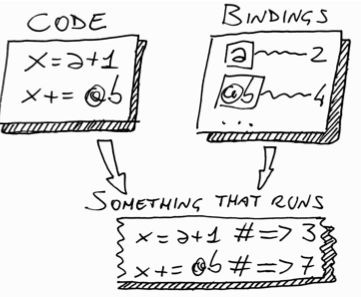 CODE
x = a+1
x += @b
BINDINGS
a 2
@b 4
...
SOMETHING THAT RUNS
x = a+1 #=> 3
x += @b #=> 7